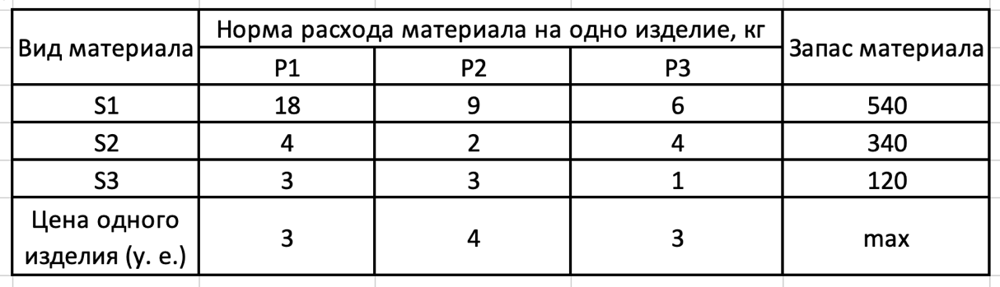 Вид материала Норма расхода материала на одно изделие, кг Запас материала
P1 P2 P3
S1 18 9 6 540
S2 4 2 4 340
S3 3 3 1 120
Цена одного
изделия (у. е.) 3 4 3 max